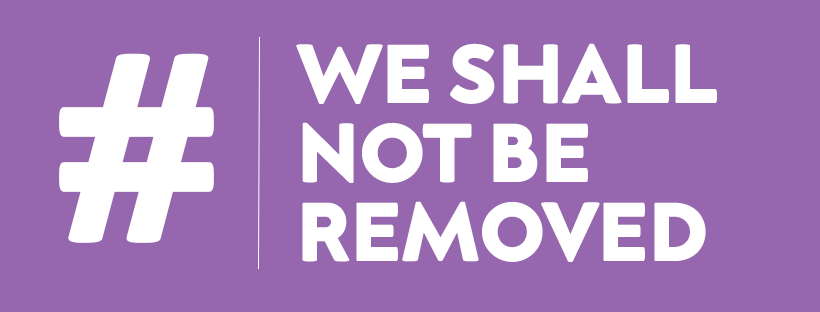 #
WE SHALL
NOT BE
REMOVED